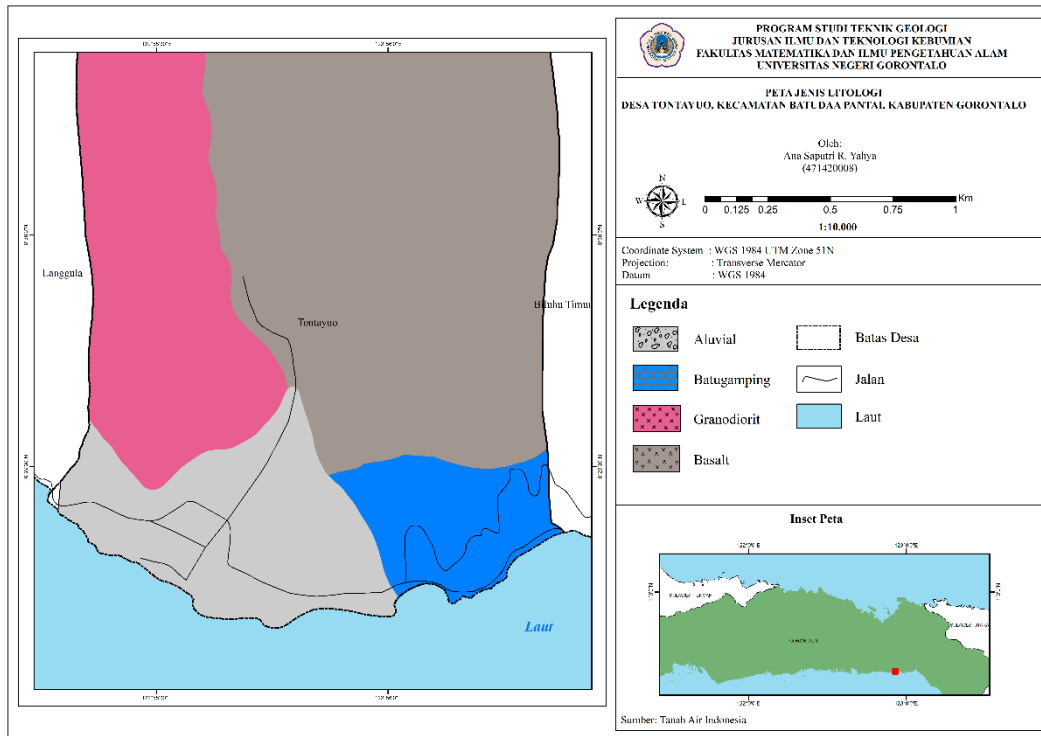 PROGRAM STUDI TEKNIK GEOLOGI
JURUSAN ILMU DAN TEKNOLOGI KEBUMIAN
FAKULTAS MATEMATIKA DAN ILMU PENGETAHUAN ALAM
UNIVERSITAS NEGERI GORONTALO
PETA JENIS LITOLOGI
DESA TONTAYUO, KECAMATAN BATUDAA PANTAI, KABUPATEN GORONTALO
Oleh:
Ana Saputri R. Yahya
(471420008)
N
W L
S
0 0.125 0.25 0.5 0.75 1 Km
1:10.000
Coordinate System : WGS 1984 UTM Zone 51N
Projection: : Transverse Mercator
Datum : WGS 1984
Legenda
Aluvial
Batugamping
Granodiorit
Basalt
Batas Desa
Jalan
Laut
Inset Peta
Sumber: Tanah Air Indonesia
Langgula
Tontayuo
Biluhu Timur
Laut